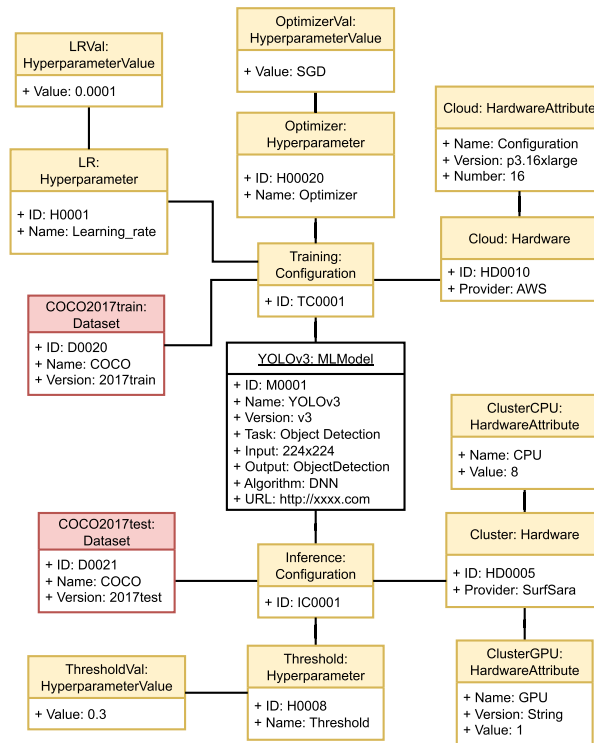 OptimizerVal:
HyperparameterValue
+ Value: SGD
LRVal:
HyperparameterValue
+ Value: 0.0001
Cloud: HardwareAttribute
+ Name: Configuration
+ Version: p3.16xlarge
+ Number: 16
Optimizer:
Hyperparameter
+ ID: H00020
+ Name: Optimizer
LR:
Hyperparameter
+ ID: H0001
+ Name: Learning_rate
Cloud: Hardware
+ ID: HD0010
+ Provider: AWS
Training:
Configuration
+ ID: TC0001
COCO2017train:
Dataset
+ ID: D0020
+ Name: COCO
+ Version: 2017train
YOLOv3: MLModel
+ ID: M0001
+ Name: YOLOv3
+ Version: v3
+ Task: Object Detection
+ Input: 224x224
+ Output: ObjectDetection
+ Algorithm: DNN
+ URL: http://xxxx.com
ClusterCPU:
HardwareAttribute
+ Name: CPU
+ Value: 8
COCO2017test:
Dataset
+ ID: D0021
+ Name: COCO
+ Version: 2017test
Inference:
Configuration
+ ID: IC0001
Cluster: Hardware
+ ID: HD0005
+ Provider: SurfSara
ThresholdVal:
HyperparameterValue
+ Value: 0.3
Threshold:
Hyperparameter
+ ID: H0008
+ Name: Threshold
ClusterGPU:
HardwareAttribute
+ Name: GPU
+ Version: String
+ Value: 1